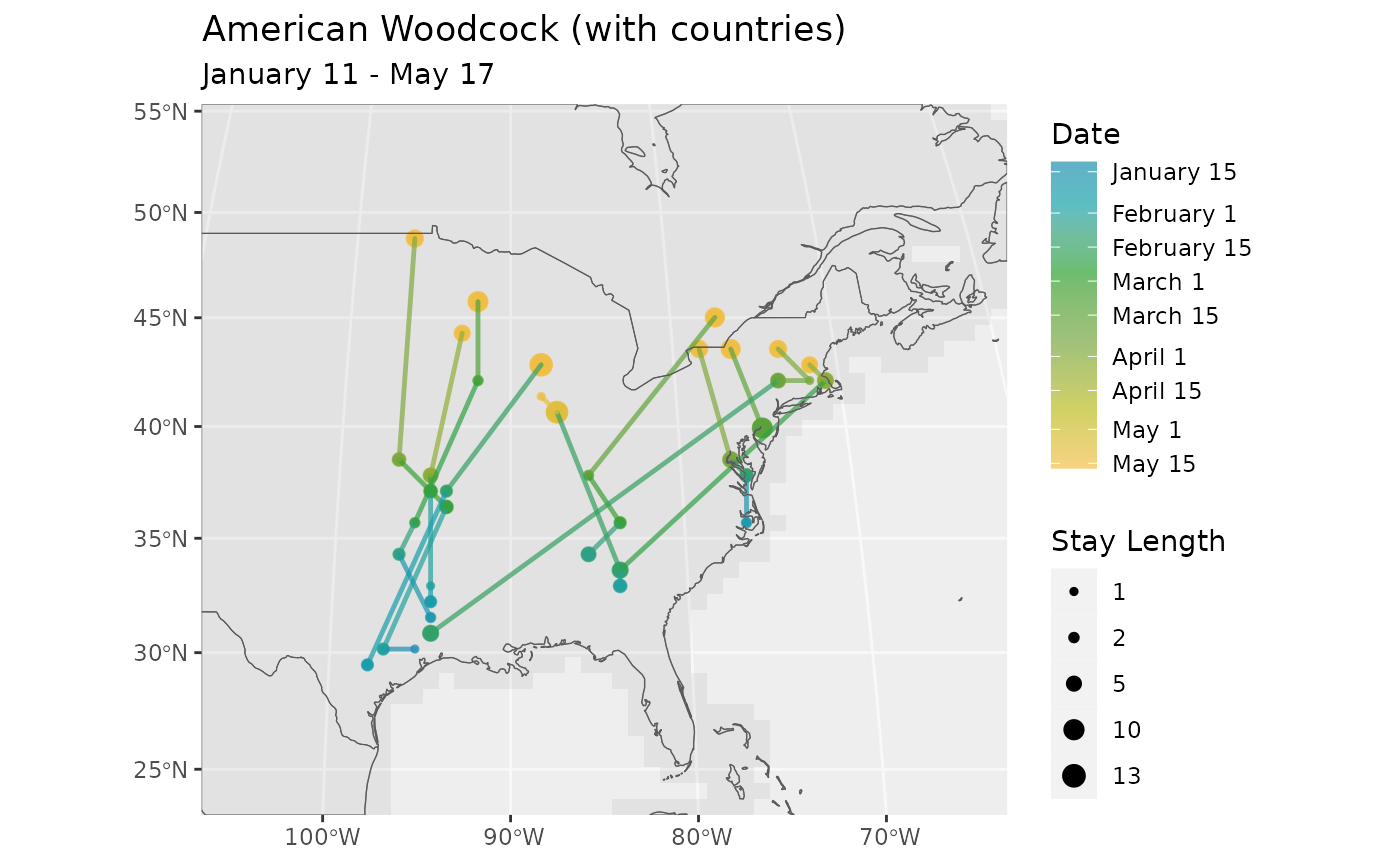 American Woodcock (with countries)
January 11 - May 17
55°N
50°N
45°N
40°N
35°N
30°N
25°N
100°W
90°W
80°W
70°W
Date
January 15
February 1
February 15
March 1
March 15
April 1
April 15
May 1
May 15
Stay Length
1
2
5
10
13